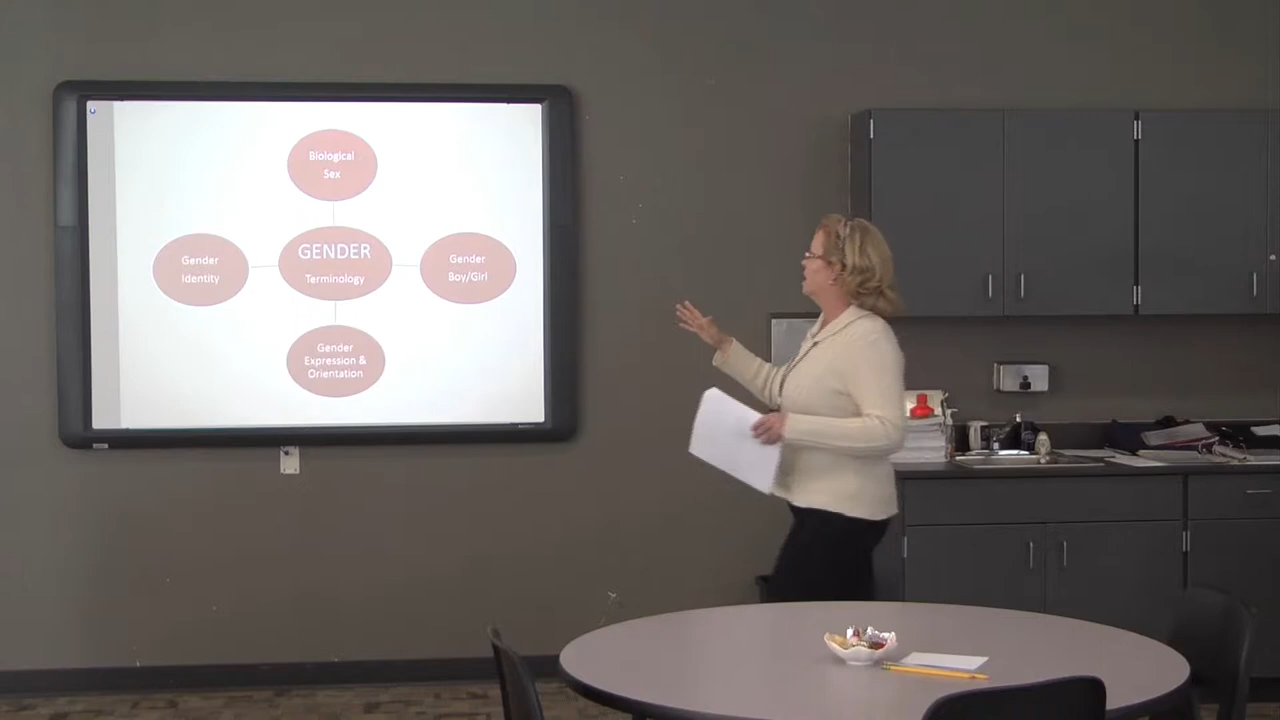 Biological
Sex
Gender
Identity
GENDER
Terminology
Gender
Boy/Girl
Gender
Expression &
Orientation